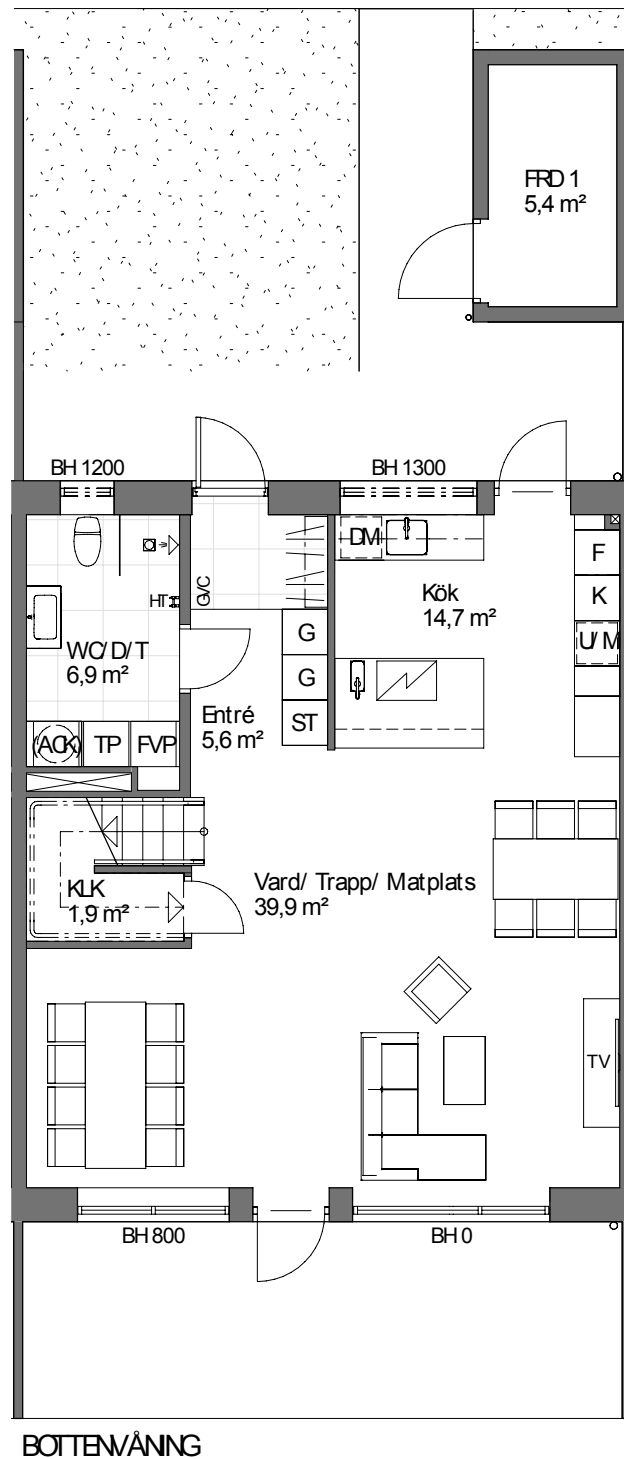 FRD 1
5,4 m²
BH 1200
BH 1300
DM
F
K
U/ M
Kök
14,7 m²
HT
GVC
WC/ D/ T
6,9 m²
G
G
ST
Entré
5,6 m²
(ACK)
TP
FVP
KLK
1,9 m²
Vard/ Trapp/ Matplats
39,9 m²
TV
BH 800
BH 0
BOTTENVÅNING